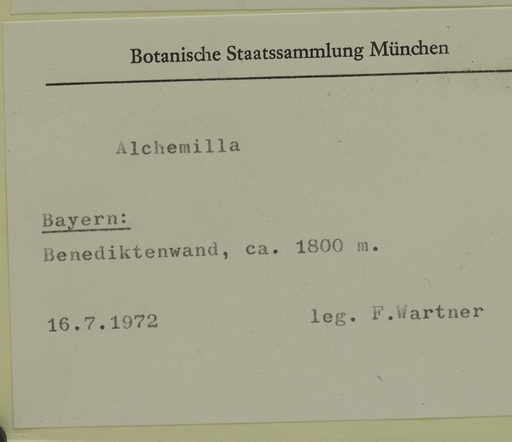 Botanische Staatssammlung München
Alchemilla
Bayern:
Benediktenwand, ca. 1800 m.
16.7.1972 leg. F.Wartner